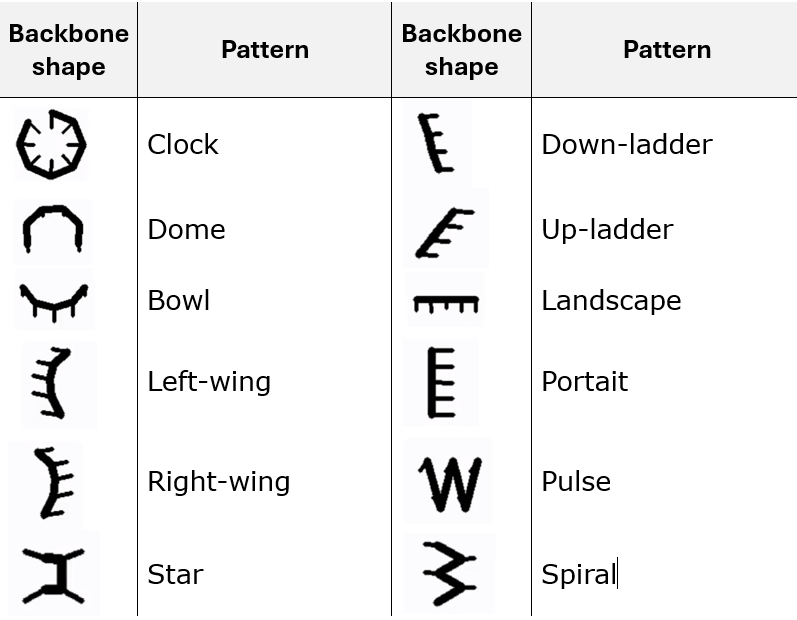 Backbone shape Pattern Backbone shape Pattern
Clock Down-ladder
Dome Up-ladder
Bowl Landscape
Left-wing Portait
Right-wing Pulse
Star Spiral